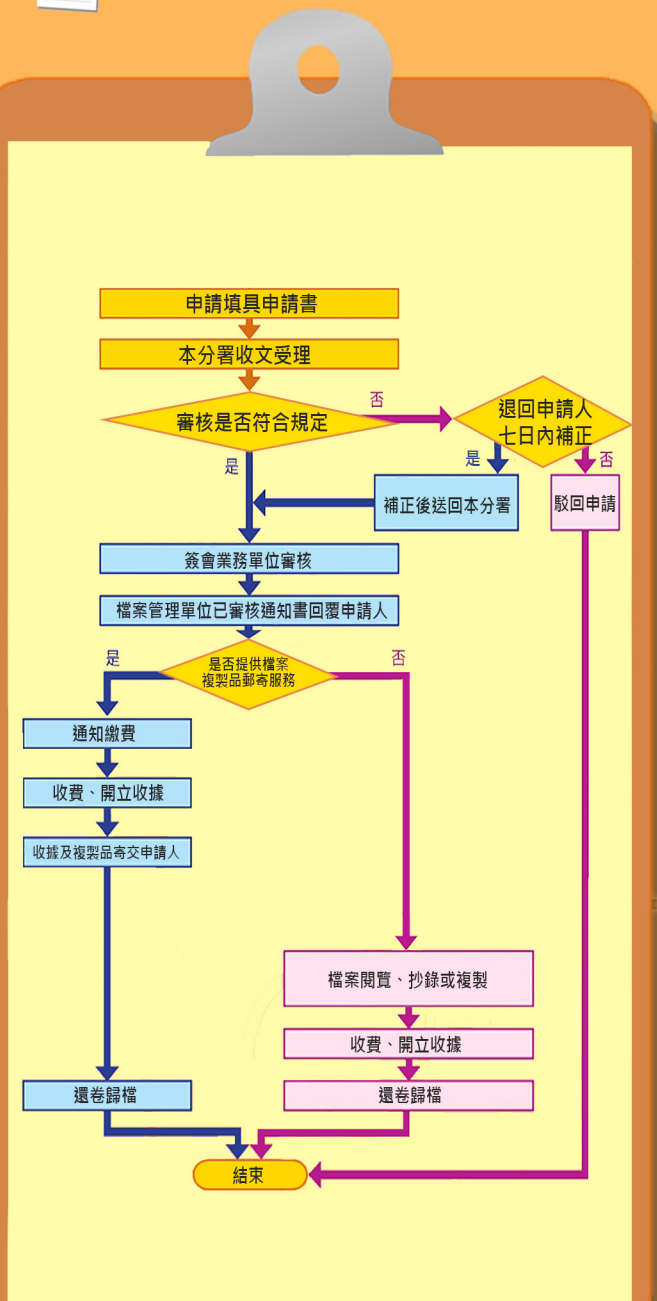 申請填具申請書
本分署收文受理
審核是否符合規定
否
退回申請人
七日內補正
是
是
否
補正後送回本分署
駁回申請
簽會業務單位審核
檔案管理單位已審核通知書回覆申請人
是
是否提供檔案
複製品郵寄服務
否
通知繳費
收費、開立收據
收據及複製品寄交申請人
檔案閱覽、抄錄或複製
收費、開立收據
還卷歸檔
還卷歸檔
結束